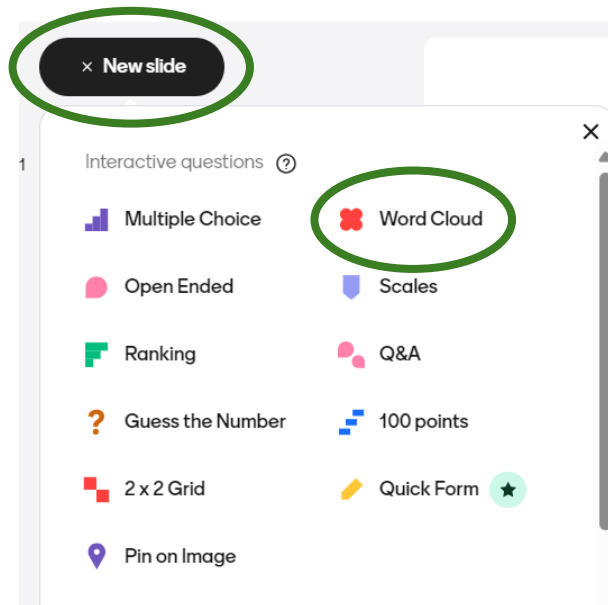 × New slide
1
Interactive questions ?
Multiple Choice
Word Cloud
Open Ended
Scales
Ranking
Q&A
Guess the Number
100 points
2 x 2 Grid
Quick Form
Pin on Image